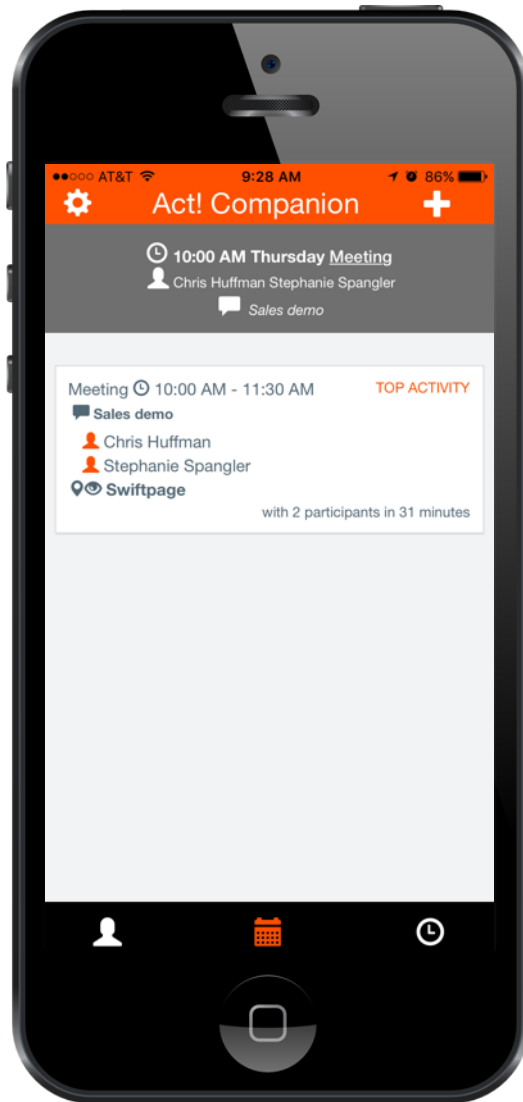 AT&T 9:28 AM 86%
Act! Companion
10:00 AM Thursday Meeting
Chris Huffman Stephanie Spangler
Sales demo
Meeting 10:00 AM - 11:30 AM TOP ACTIVITY
Sales demo
Chris Huffman
Stephanie Spangler
Swiftpage
with 2 participants in 31 minutes